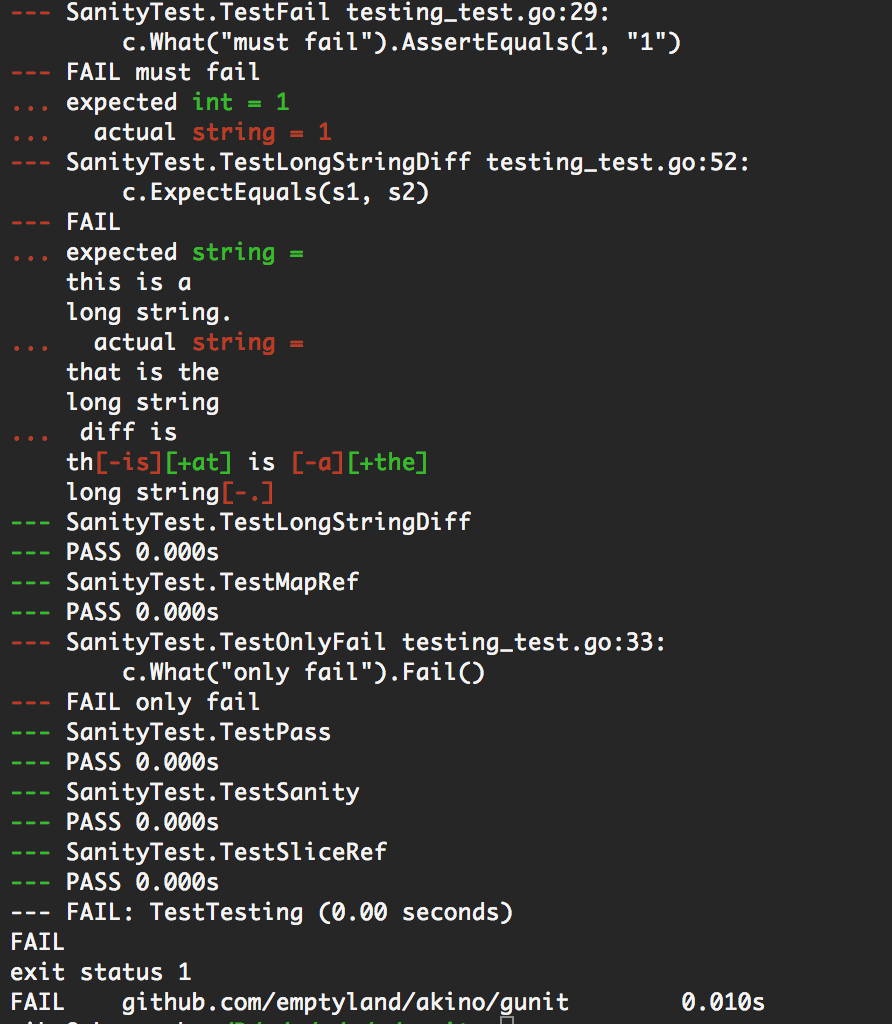 --- SanityTest.TestFail testing_test.go:29:
        c.What("must fail").AssertEquals(1, "1")
--- FAIL must fail
... expected int = 1
...   actual string = 1
--- SanityTest.TestLongStringDiff testing_test.go:52:
        c.ExpectEquals(s1, s2)
--- FAIL
... expected string =
    this is a
    long string.
...   actual string =
    that is the
    long string
...  diff is
    th[-is][+at] is [-a][+the]
    long string[-.]
--- SanityTest.TestLongStringDiff
--- PASS 0.000s
--- SanityTest.TestMapRef
--- PASS 0.000s
--- SanityTest.TestOnlyFail testing_test.go:33:
        c.What("only fail").Fail()
--- FAIL only fail
--- SanityTest.TestPass
--- PASS 0.000s
--- SanityTest.TestSanity
--- PASS 0.000s
--- SanityTest.TestSliceRef
--- PASS 0.000s
--- FAIL: TestTesting (0.00 seconds)
FAIL
exit status 1
FAIL    github.com/emptyland/akino/gunit        0.010s